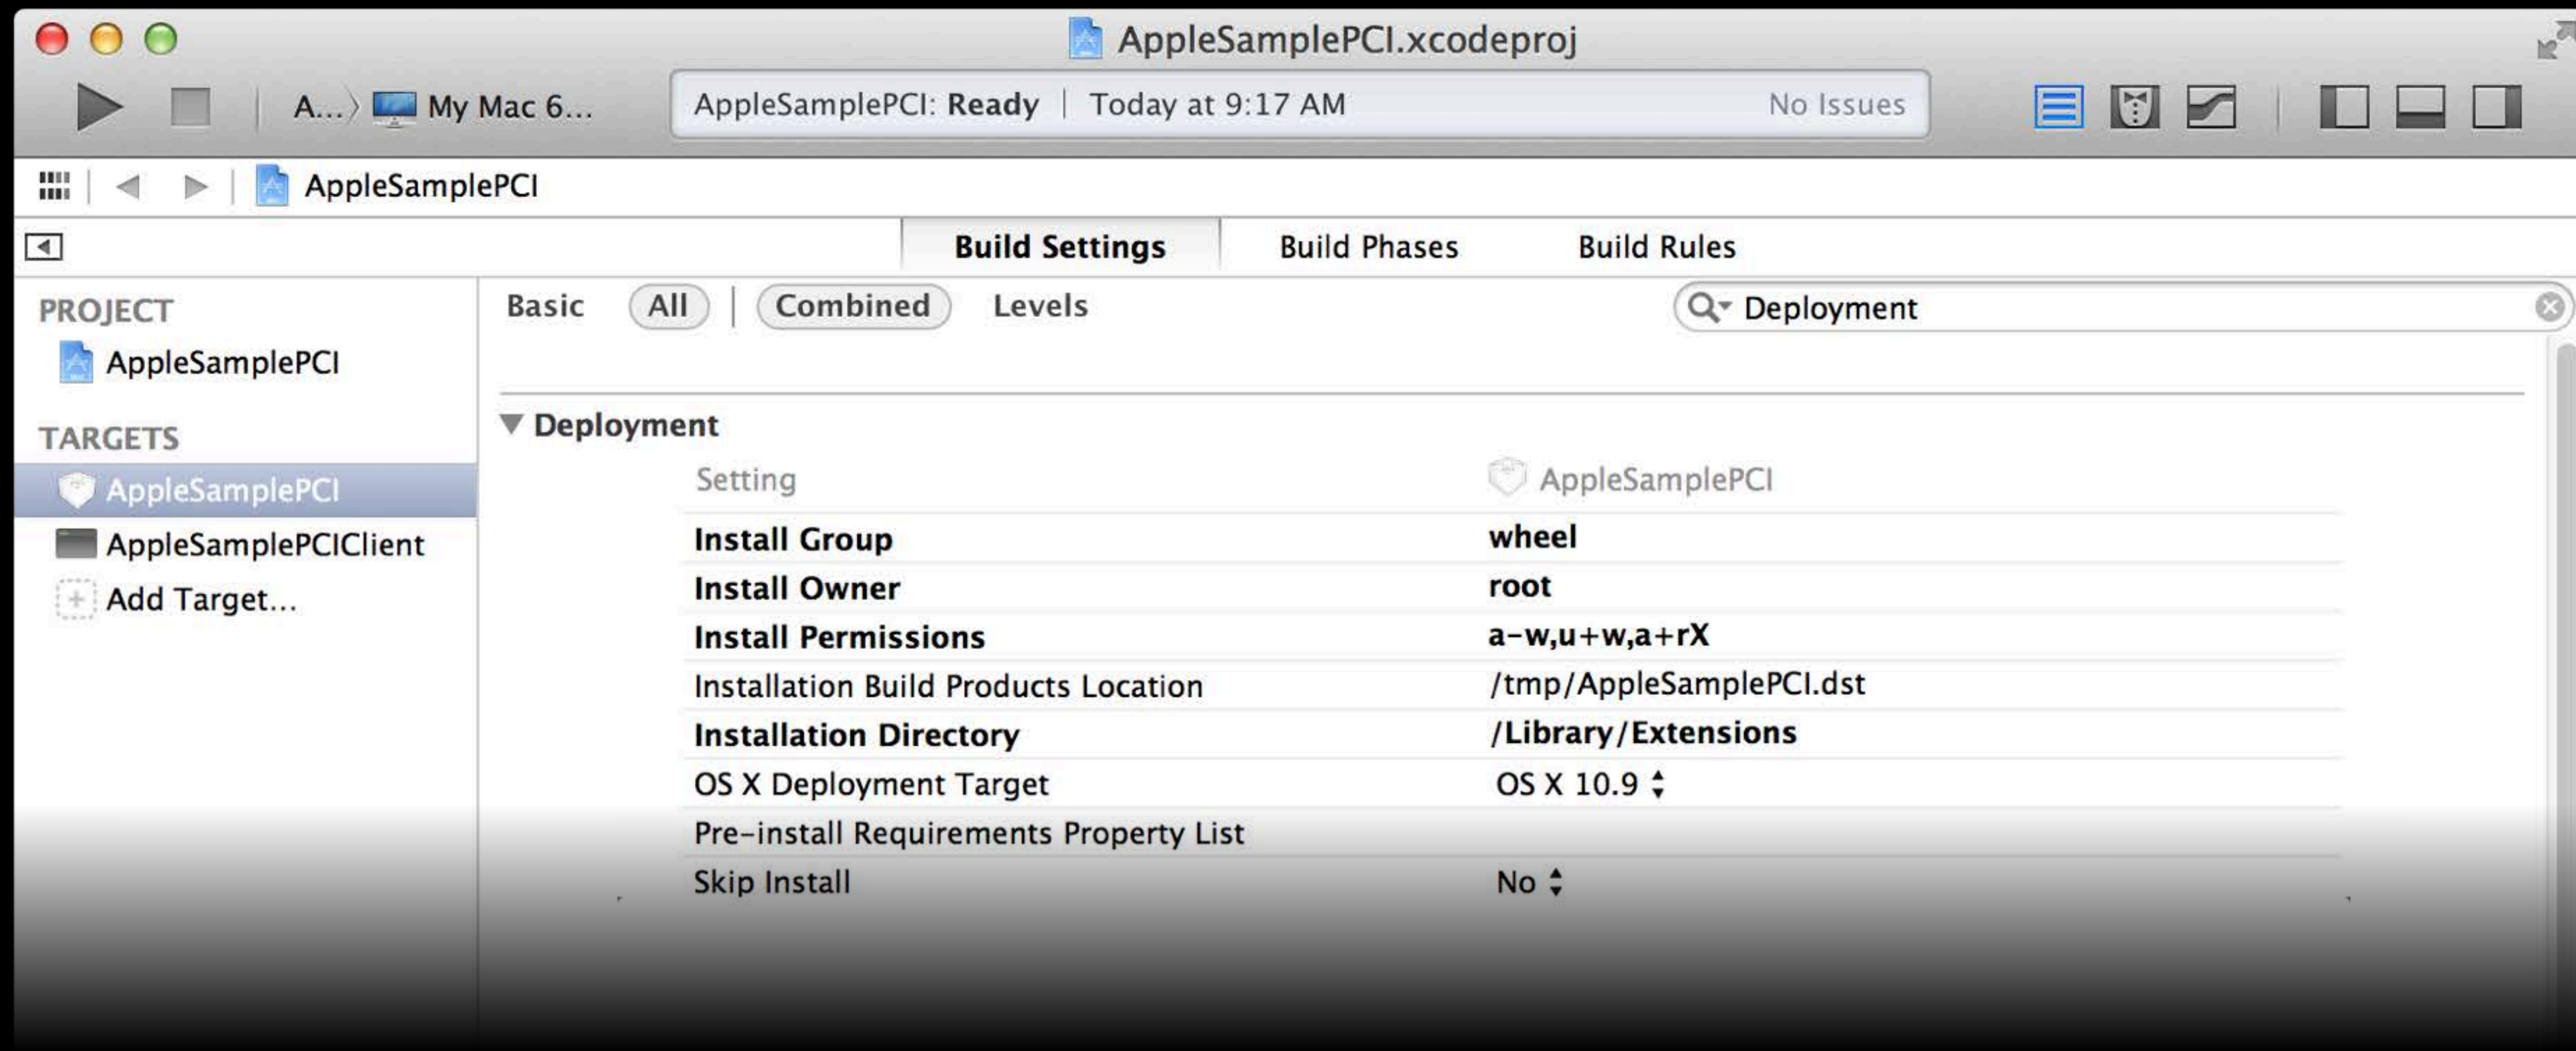 AppleSamplePCI.xcodeproj
A... My Mac 6...
AppleSamplePCI: Ready | Today at 9:17 AM No Issues
AppleSamplePCI
Build Settings Build Phases Build Rules
PROJECT
AppleSamplePCI
TARGETS
AppleSamplePCI
AppleSamplePCIClient
Add Target...
Basic All | Combined Levels
Deployment
Deployment
Setting AppleSamplePCI
Install Group wheel
Install Owner root
Install Permissions a-w,u+w,a+rX
Installation Build Products Location /tmp/AppleSamplePCI.dst
Installation Directory /Library/Extensions
OS X Deployment Target OS X 10.9
Pre-install Requirements Property List
Skip Install No